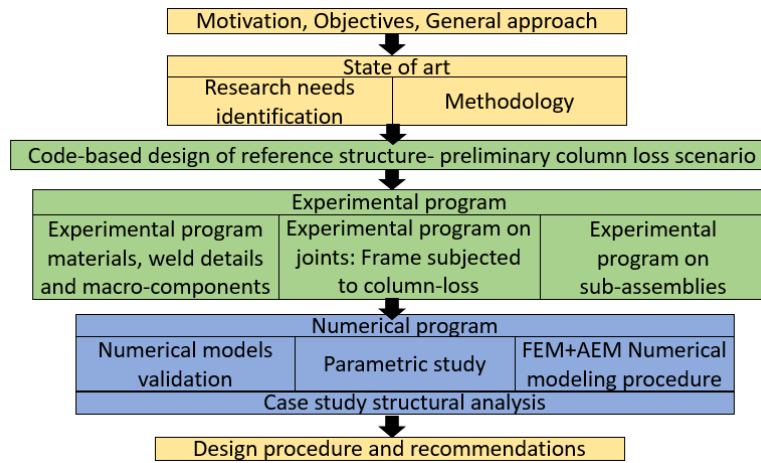 Motivation, Objectives, General approach
State of art
Research needs
identification
Methodology
Code-based design of reference structure- preliminary column loss scenario
Experimental program
Experimental program
materials, weld details
and macro-components
Experimental program on
joints: Frame subjected
to column-loss
Experimental
program on
sub-assemblies
Numerical program
Numerical models
validation
Parametric study
FEM+AEM Numerical
modeling procedure
Case study structural analysis
Design procedure and recommendations